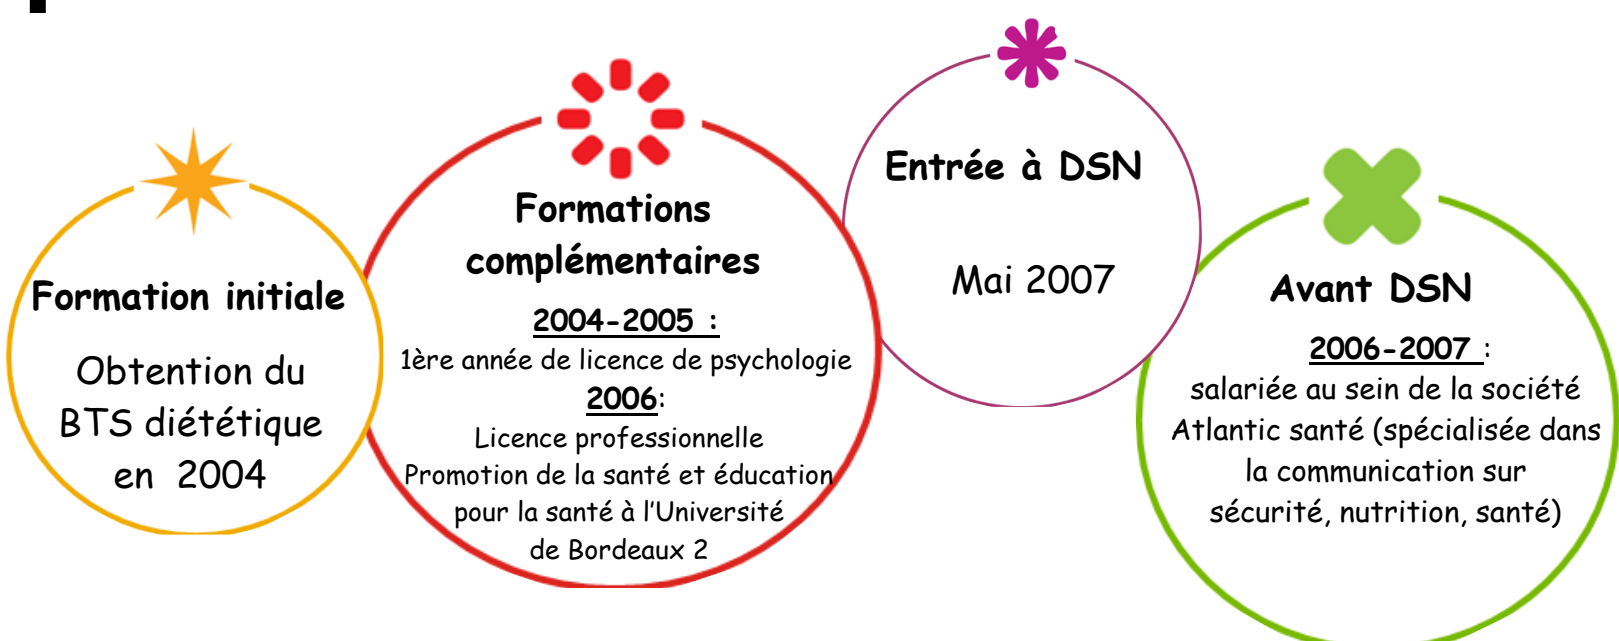 Formation initiale
Obtention du
BTS diététique
en 2004
Formations
complémentaires
2004-2005 :
1ère année de licence de psychologie
2006:
Licence professionnelle
Promotion de la santé et éducation
pour la santé à l'Université
de Bordeaux 2
Entrée à DSN
Mai 2007
Avant DSN
2006-2007 :
salariée au sein de la société
Atlantic santé (spécialisée dans
la communication sur
sécurité, nutrition, santé)